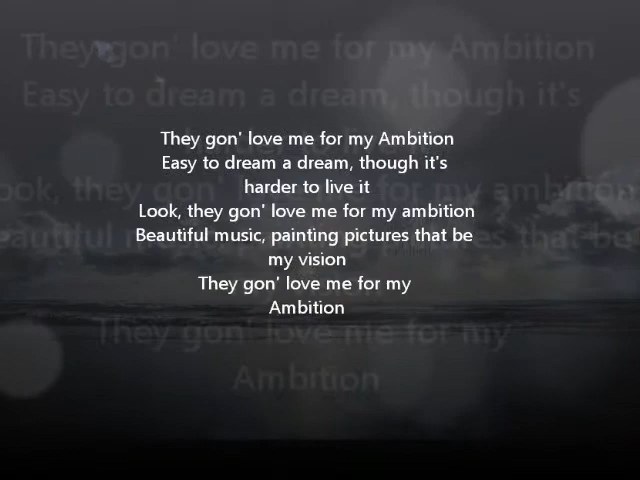 They gon' love me for my Ambition
Easy to dream a dream, though it's
harder to live it
Look, they gon' love me for my ambition
Beautiful music, painting pictures that be
my vision
They gon' love me for my
Ambition